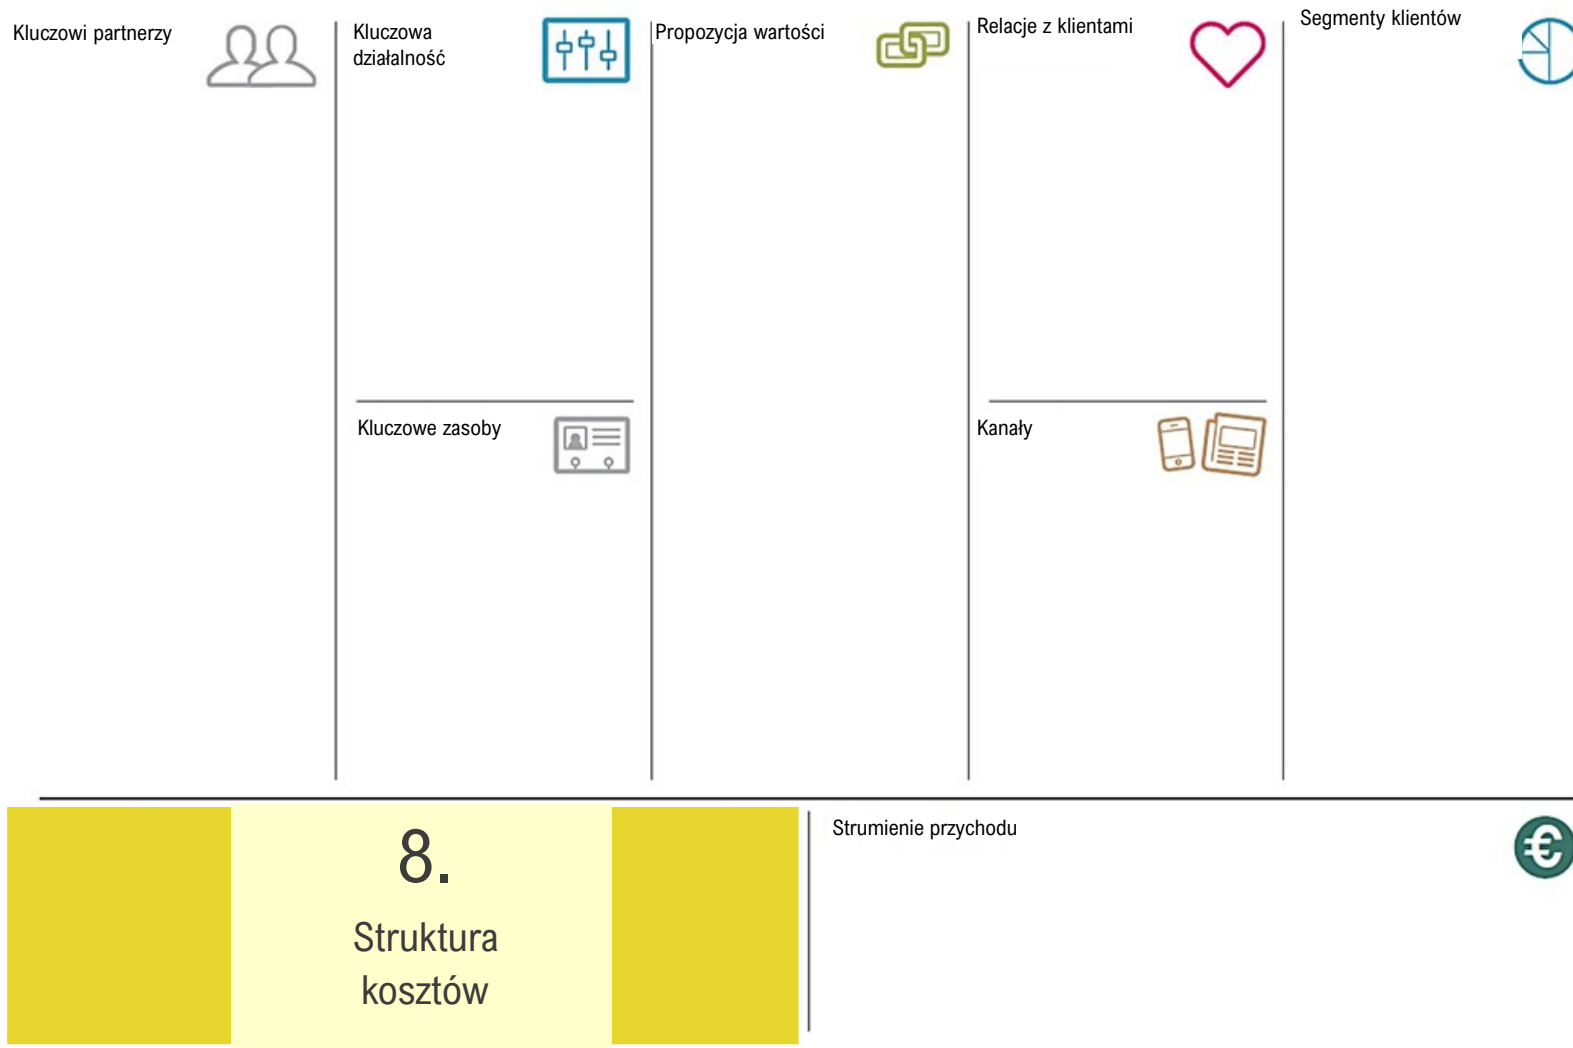 Kluczowi partnerzy
Kluczowa
działalność
Propozycja wartości
Relacje z klientami
Segmenty klientów
Kluczowe zasoby
Kanały
8.
Struktura
kosztów
Strumienie przychodu
€